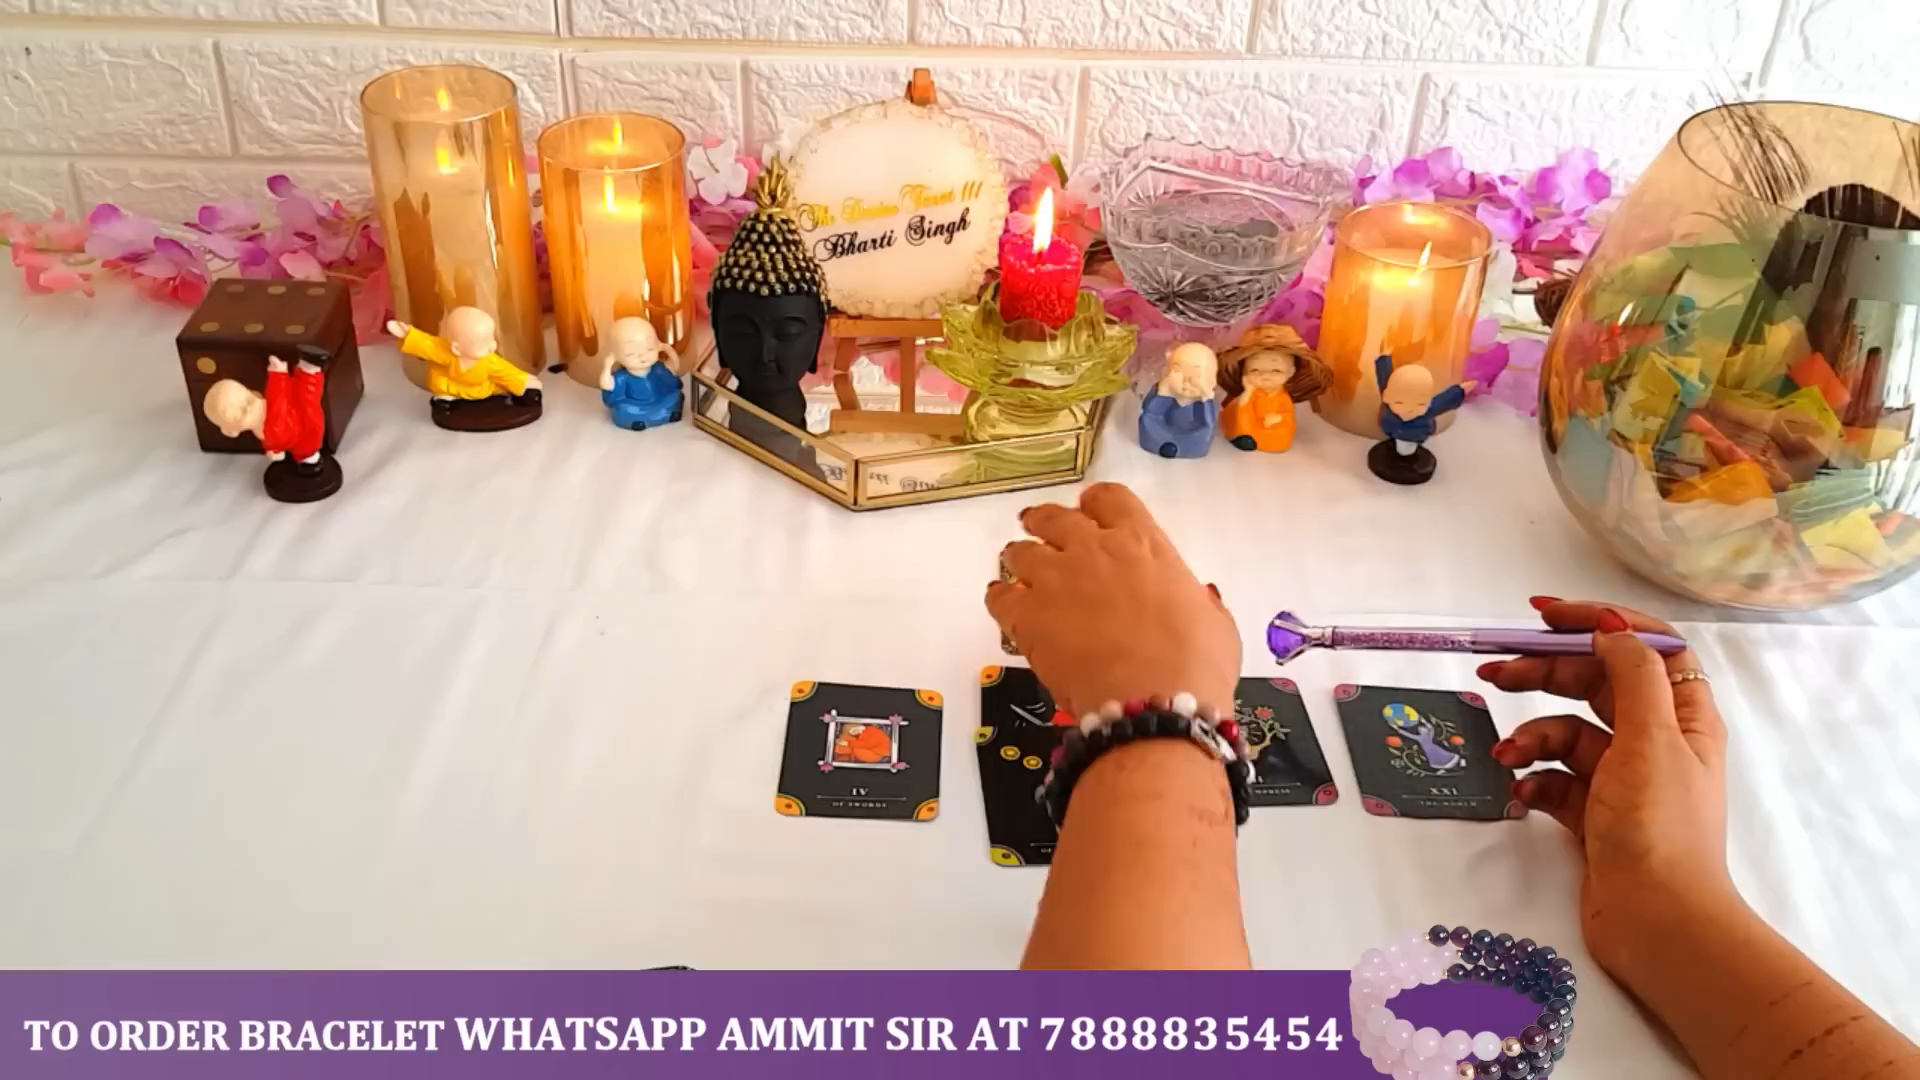 Bharti Singh
IV
OF SWORDS
XXI
THE WORLD
TO ORDER BRACELET WHATSAPP AMMIT SIR AT 7888835454